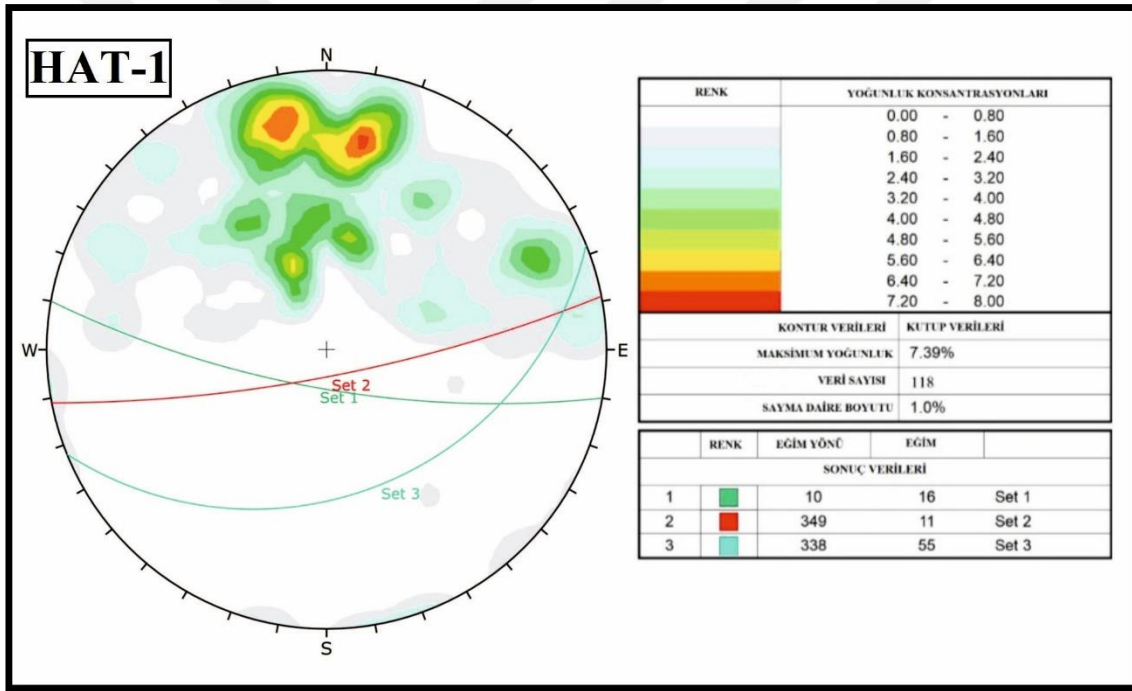 HAT-1
N
W
E
S
Set 2
Set 1
Set 3
RENK YOĞUNLUK KONSANTRASYONLARI
0.00 - 0.80
0.80 - 1.60
1.60 - 2.40
2.40 - 3.20
3.20 - 4.00
4.00 - 4.80
4.80 - 5.60
5.60 - 6.40
6.40 - 7.20
7.20 - 8.00
KONTUR VERİLERİ KUTUP VERİLERİ
MAKSİMUM YOĞUNLUK 7.39%
VERİ SAYISI 118
SAYMA DAİRE BOYUTU 1.0%
RENK EĞİM YÖNÜ EĞİM
SONUÇ VERİLERİ
1 10 16 Set 1
2 349 11 Set 2
3 338 55 Set 3